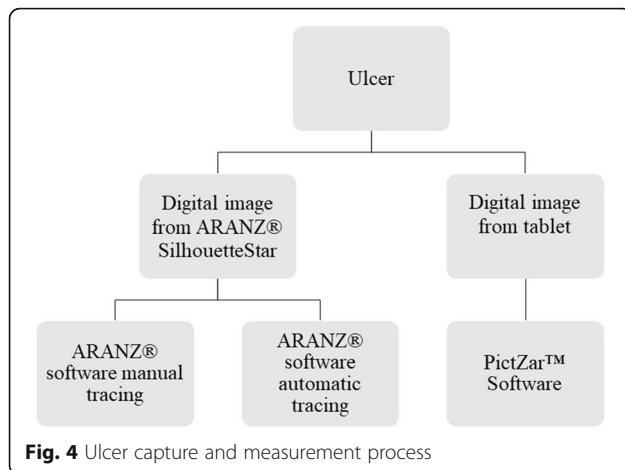 Ulcer
Digital image
from ARANZ®
SilhouetteStar
Digital image
from tablet
ARANZ®
software manual
tracing
ARANZ®
software
automatic
tracing
PictZar™
Software
Fig. 4 Ulcer capture and measurement process